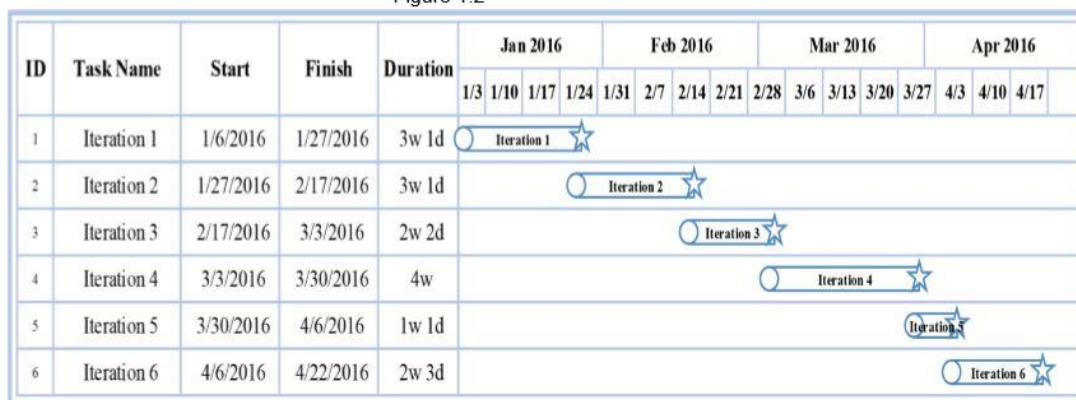 Figure 1.2
Jan 2016 Feb 2016 Mar 2016 Apr 2016
ID Task Name Start Finish Duration
1/3 1/10 1/17 1/24 1/31 2/7 2/14 2/21 2/28 3/6 3/13 3/20 3/27 4/3 4/10 4/17
1 Iteration 1 1/6/2016 1/27/2016 3w 1d Iteration 1
2 Iteration 2 1/27/2016 2/17/2016 3w 1d Iteration 2
3 Iteration 3 2/17/2016 3/3/2016 2w 2d Iteration 3
4 Iteration 4 3/3/2016 3/30/2016 4w Iteration 4
5 Iteration 5 3/30/2016 4/6/2016 1w 1d Iteration 5
6 Iteration 6 4/6/2016 4/22/2016 2w 3d Iteration 6